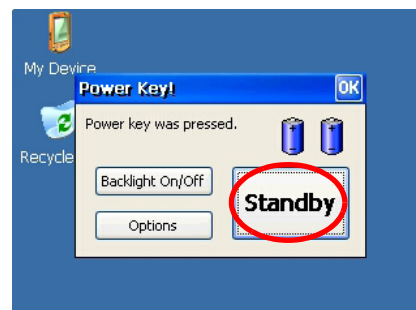 My Device
Power Key!
OK
Power key was pressed.
Recycle
Backlight On/Off
Standby
Options